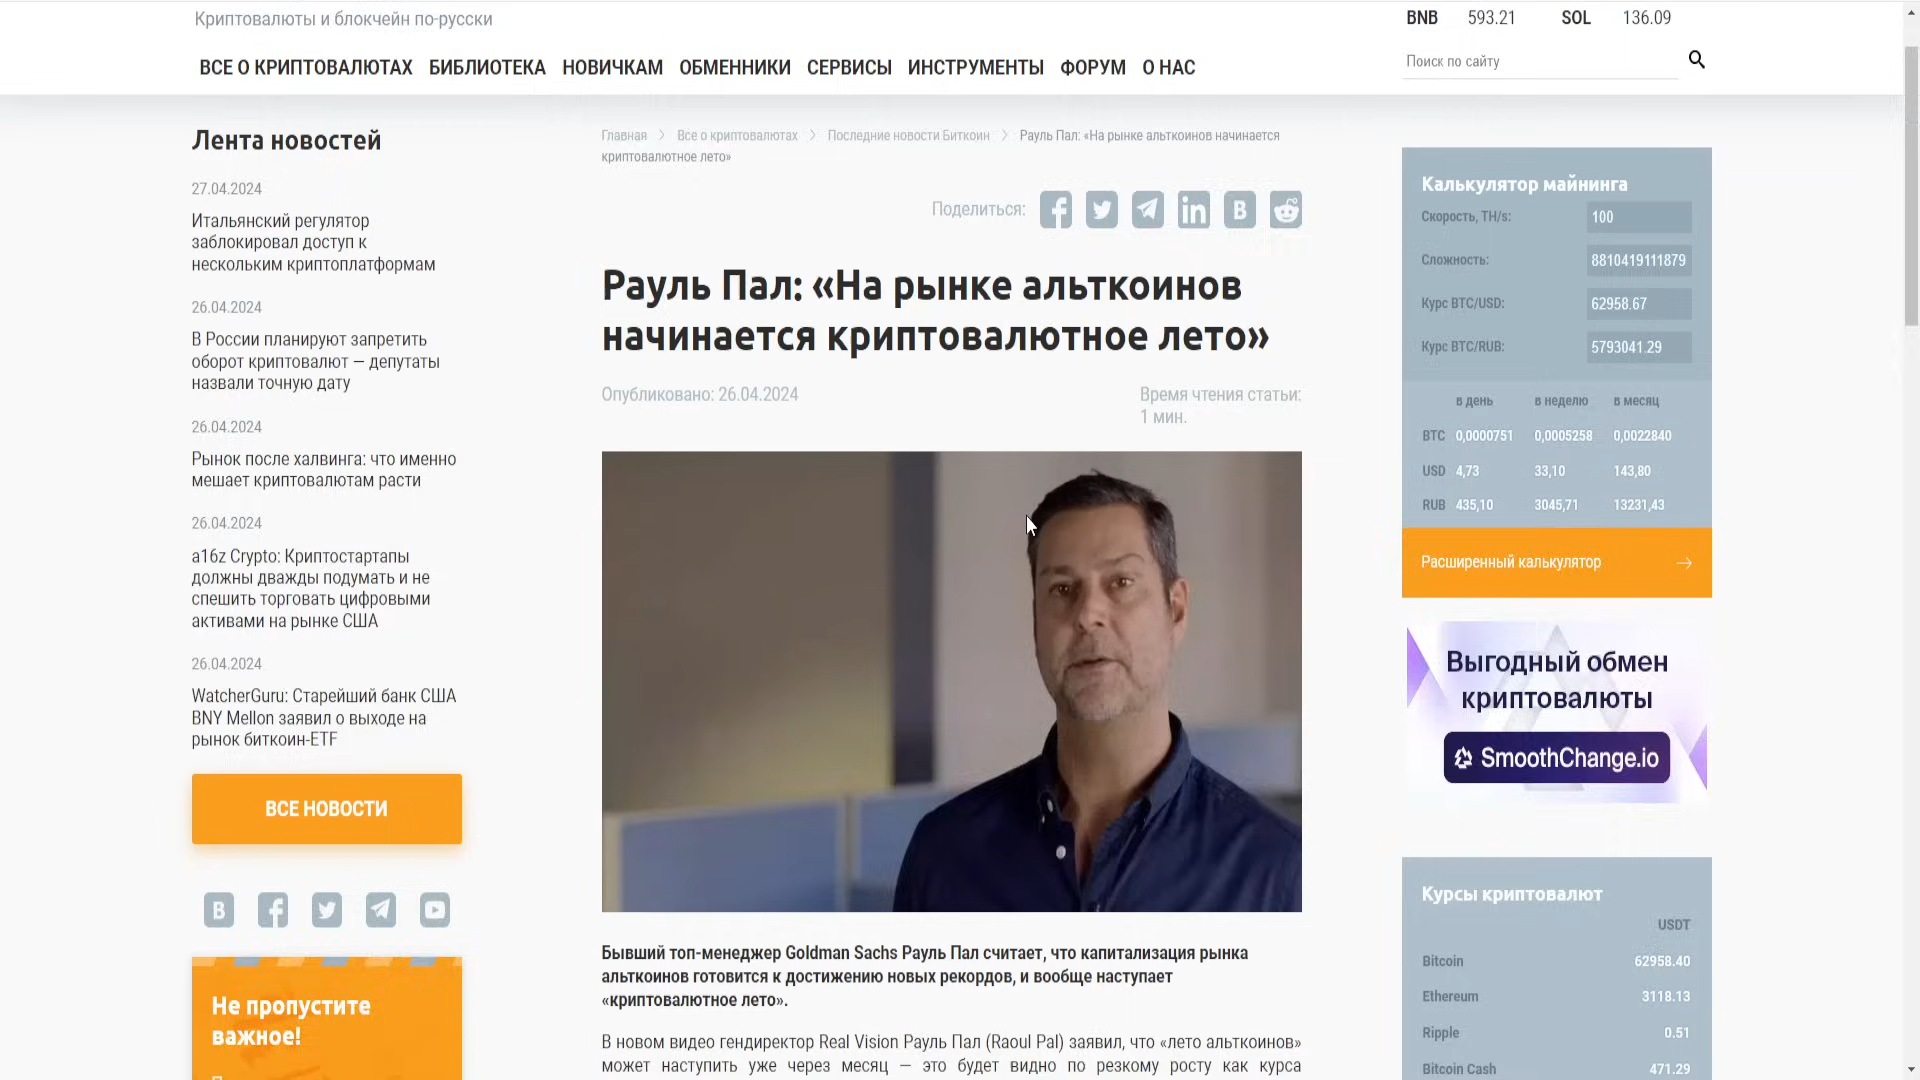 Криптовалюты и блокчейн по-русски
BNB 593.21 SOL 136.09
ВСЕ О КРИПТОВАЛЮТАХ БИБЛИОТЕКА НОВИЧКАМ ОБМЕННИКИ СЕРВИСЫ ИНСТРУМЕНТЫ ФОРУМ О НАС
Поиск по сайту
Лента новостей
27.04.2024
Итальянский регулятор
заблокировал доступ к
нескольким криптоплатформам
26.04.2024
В России планируют запретить
оборот криптовалют — депутаты
назвали точную дату
26.04.2024
Рынок после халвинга: что именно
мешает криптовалютам расти
26.04.2024
a16z Crypto: Криптостартапы
должны дважды подумать и не
спешить торговать цифровыми
активами на рынке США
26.04.2024
WatcherGuru: Старейший банк США
BNY Mellon заявил о выходе на
рынок биткоин-ETF
ВСЕ НОВОСТИ
Не пропустите
важное!
Главная > Все о криптовалютах > Последние новости Биткоин > Рауль Пал: «На рынке альткоинов начинается
криптовалютное лето»
Поделиться:
Рауль Пал: «На рынке альткоинов
начинается криптовалютное лето»
Опубликовано: 26.04.2024
Время чтения статьи:
1 мин.
Бывший топ-менеджер Goldman Sachs Рауль Пал считает, что капитализация рынка
альткоинов готовится к достижению новых рекордов, и вообще наступает
«криптовалютное лето».
В новом видео гендиректор Real Vision Рауль Пал (Raoul Pal) заявил, что «лето альткоинов»
может наступить уже через месяц — это будет видно по резкому росту как курса
Калькулятор майнинга
Скорость, TH/s: 100
Сложность: 8810419111879
Курс BTC/USD: 62958.67
Курс BTC/RUB: 5793041.29
в день в неделю в месяц
BTC 0,0000751 0,0005258 0,0022840
USD 4,73 33,10 143,80
RUB 435,10 3045,71 13231,43
Расширенный калькулятор →
Выгодный обмен
криптовалюты
SmoothChange.io
Курсы криптовалют
USDT
Bitcoin 62958.40
Ethereum 3118.13
Ripple 0.51
Bitcoin Cash 471.29